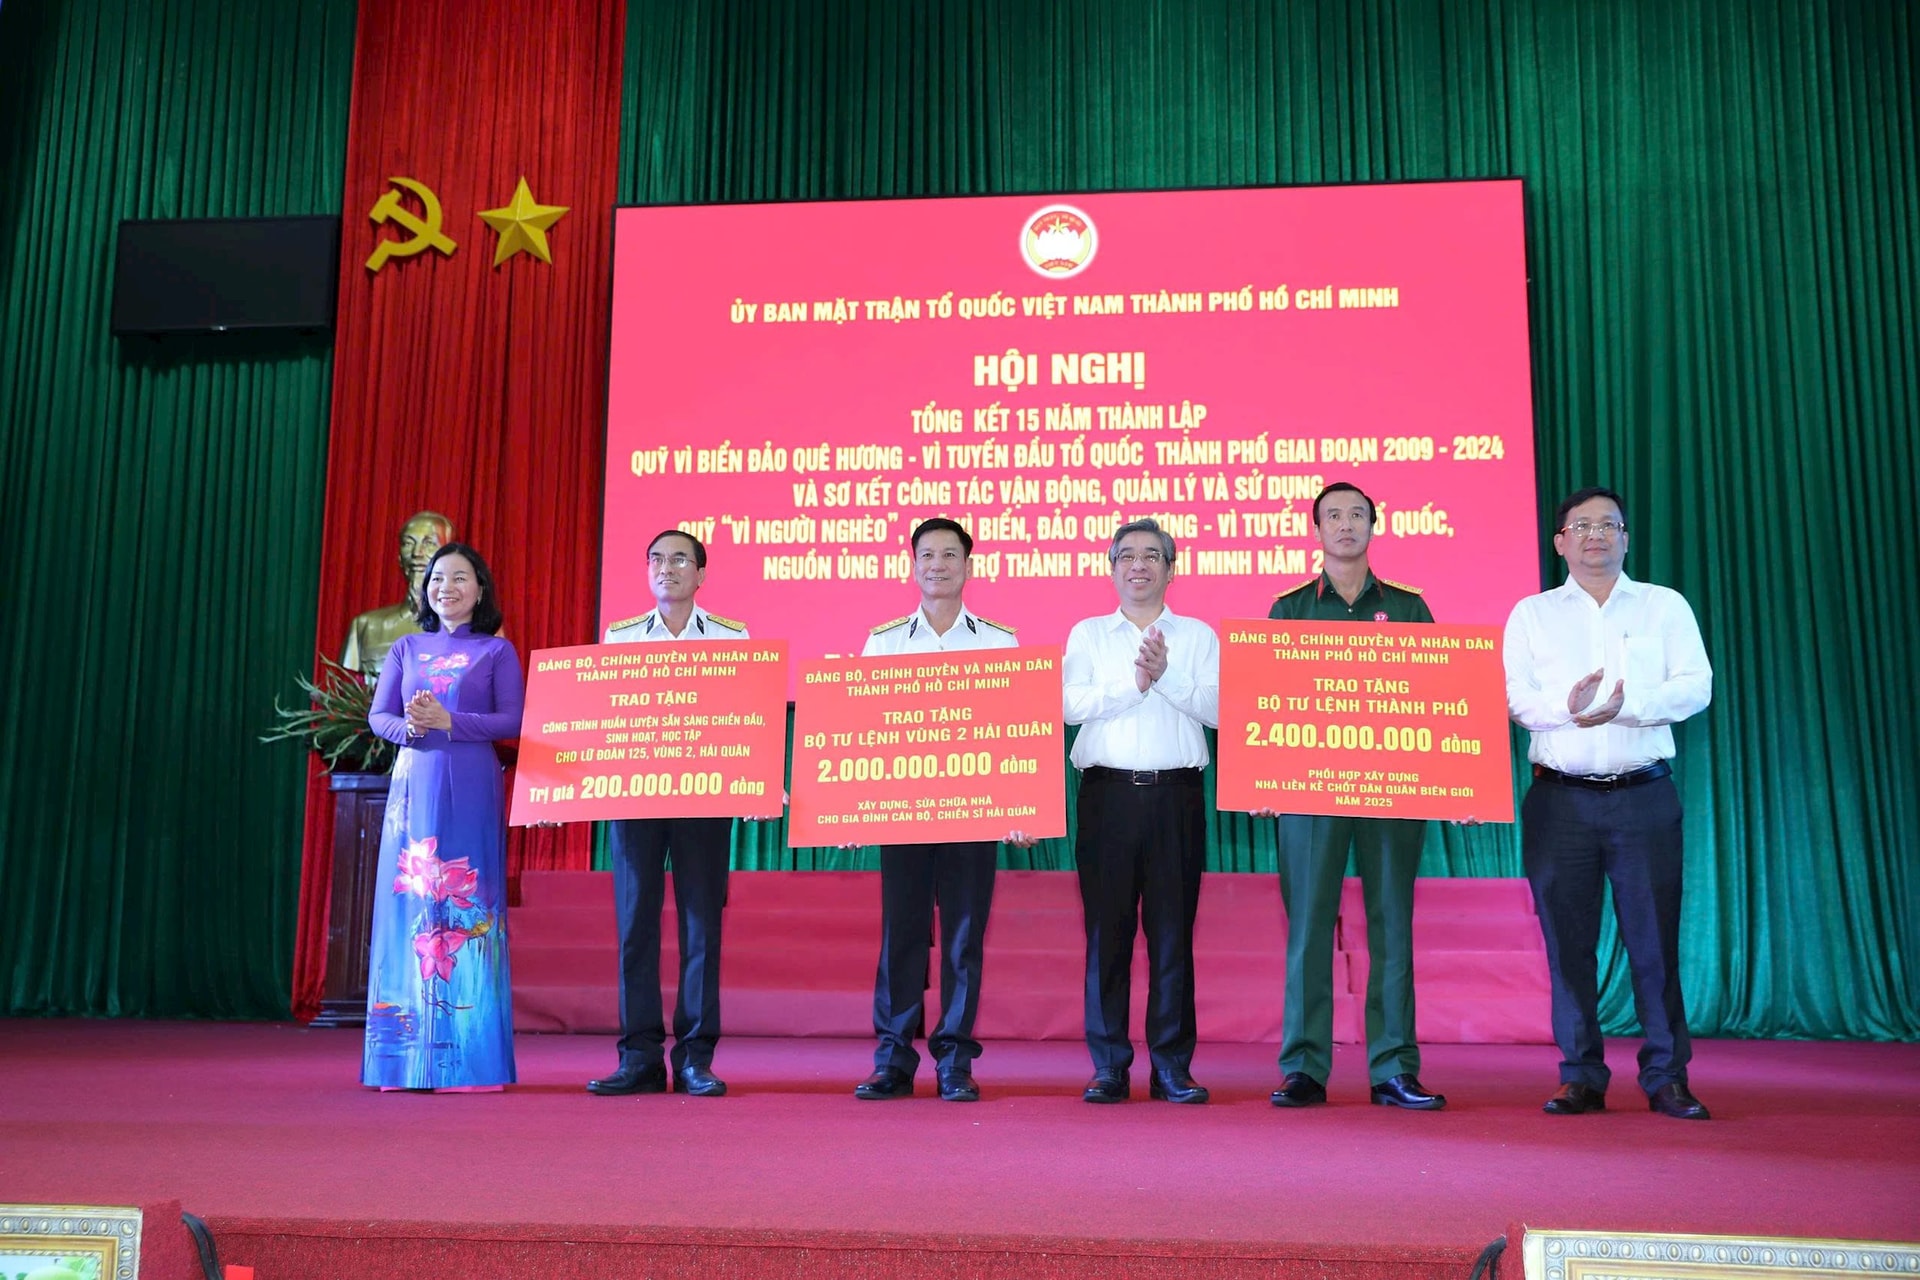 ỦY BAN MẶT TRẬN TỔ QUỐC VIỆT NAM THÀNH PHỐ HỒ CHÍ MINH
HỘI NGHỊ
TỔNG KẾT 15 NĂM THÀNH LẬP
QUỸ VÌ BIỂN ĐẢO QUÊ HƯƠNG - VÌ TUYẾN ĐẦU TỔ QUỐC THÀNH PHỐ GIAI ĐOẠN 2009 - 2024
VÀ SƠ KẾT CÔNG TÁC VẬN ĐỘNG, QUẢN LÝ VÀ SỬ DỤNG
QUỸ "VÌ NGƯỜI NGHÈO", VÌ BIỂN, ĐẢO QUÊ HƯƠNG - VÌ TUYẾN QUỐC,
NGUỒN ỦNG HỘ THÀNH PHỐ MINH NĂM
ĐẢNG BỘ, CHÍNH QUYỀN VÀ NHÂN DÂN
THÀNH PHỐ HỒ CHÍ MINH
TRAO TẶNG
CÔNG TRÌNH HUẤN LUYỆN SẴN SÀNG CHIẾN ĐẤU,
SINH HOẠT, HỌC TẬP
CHO LỮ ĐOÀN 125, VÙNG 2, HẢI QUÂN
Trị giá 200.000.000 đồng
ĐẢNG BỘ, CHÍNH QUYỀN VÀ NHÂN DÂN
THÀNH PHỐ HỒ CHÍ MINH
TRAO TẶNG
BỘ TƯ LỆNH VÙNG 2 HẢI QUÂN
2.000.000.000 đồng
XÂY DỰNG, SỬA CHỮA NHÀ
CHO GIA ĐÌNH CÁN BỘ, CHIẾN SĨ HẢI QUÂN
ĐẢNG BỘ, CHÍNH QUYỀN VÀ NHÂN DÂN
THÀNH PHỐ HỒ CHÍ MINH
TRAO TẶNG
BỘ TƯ LỆNH THÀNH PHỐ
2.400.000.000 đồng
PHỐI HỢP XÂY DỰNG
NHÀ LIỀN KỀ CHỐT DÂN QUÂN BIÊN GIỚI
NĂM 2025
17